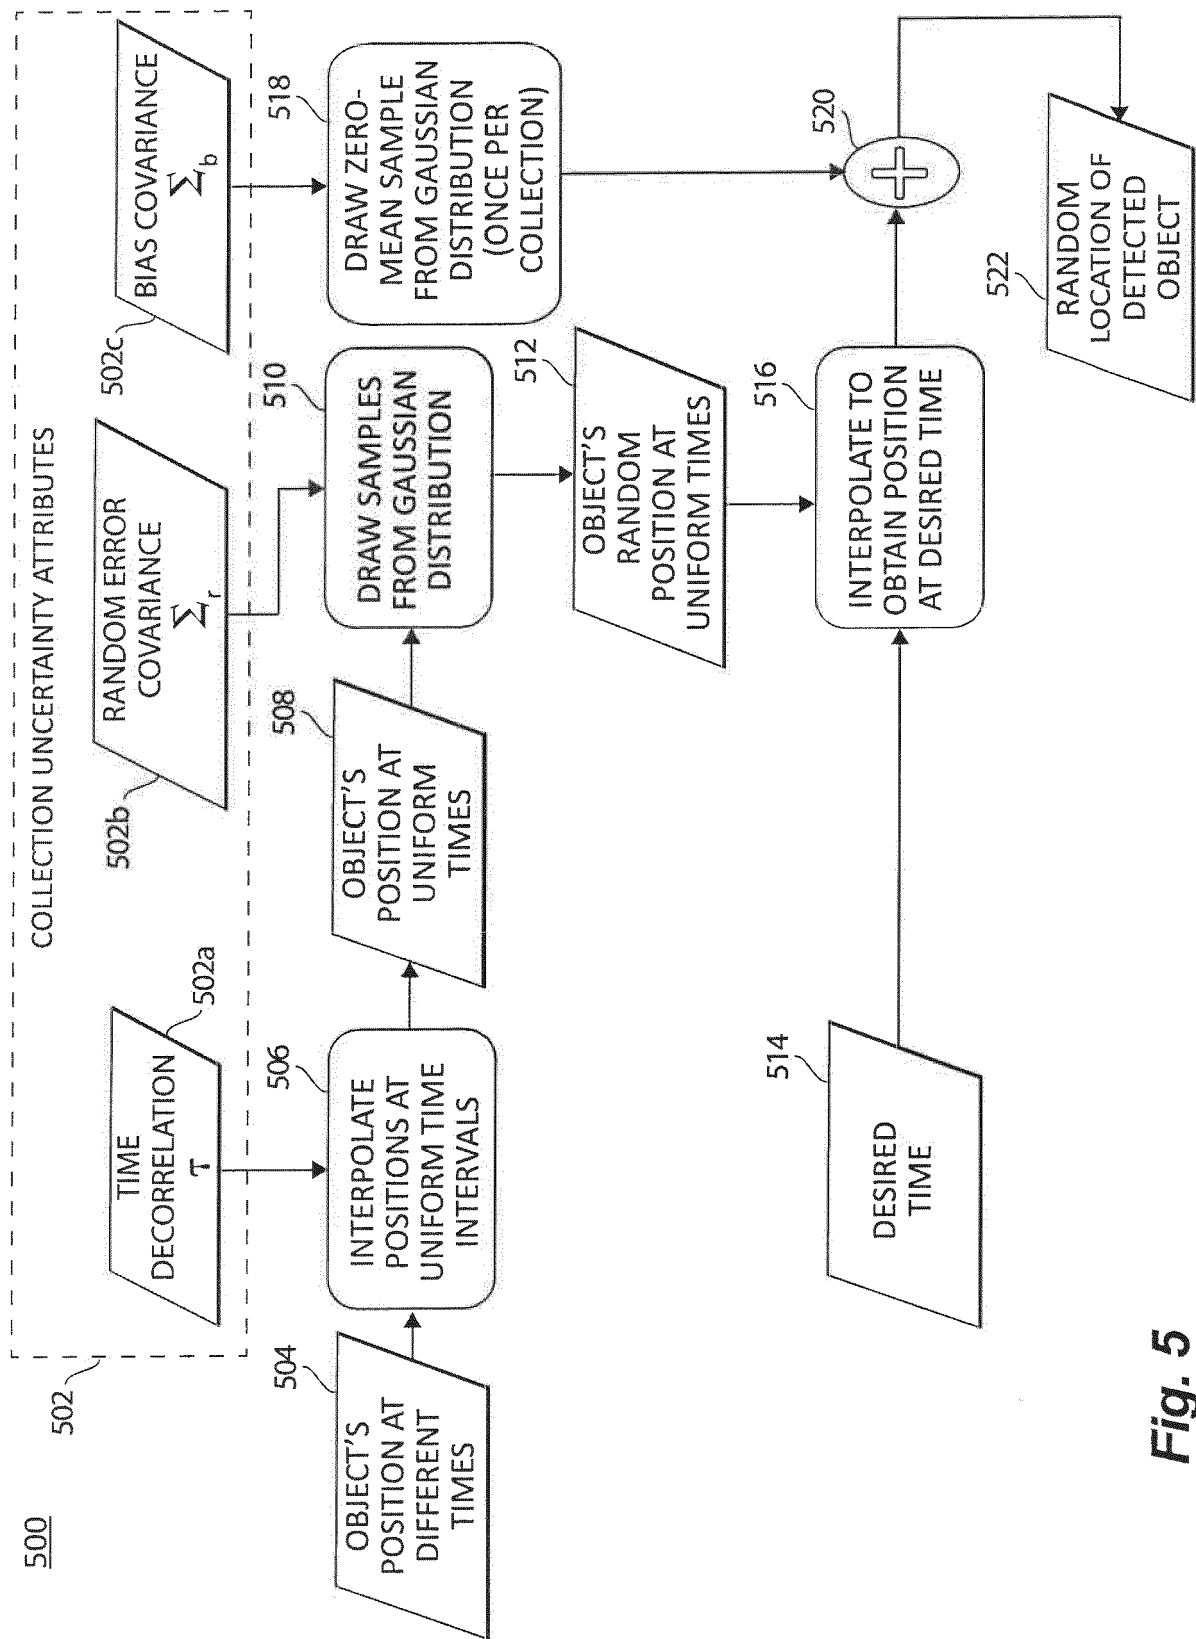 500
502
COLLECTION UNCERTAINTY ATTRIBUTES
502a
TIME
DECORRELATION
τ
502b
RANDOM ERROR
COVARIANCE
Σr
502c
BIAS COVARIANCE
Σb
504
OBJECT'S
POSITION AT
DIFFERENT
TIMES
506
INTERPOLATE
POSITIONS AT
UNIFORM TIME
INTERVALS
508
OBJECT'S
POSITION AT
UNIFORM
TIMES
510
DRAW SAMPLES
FROM GAUSSIAN
DISTRIBUTION
518
DRAW ZERO-
MEAN SAMPLE
FROM GAUSSIAN
DISTRIBUTION
(ONCE PER
COLLECTION)
512
OBJECT'S
RANDOM
POSITION AT
UNIFORM TIMES
514
DESIRED
TIME
516
INTERPOLATE TO
OBTAIN POSITION
AT DESIRED TIME
520
+
522
RANDOM
LOCATION OF
DETECTED
OBJECT
Fig. 5